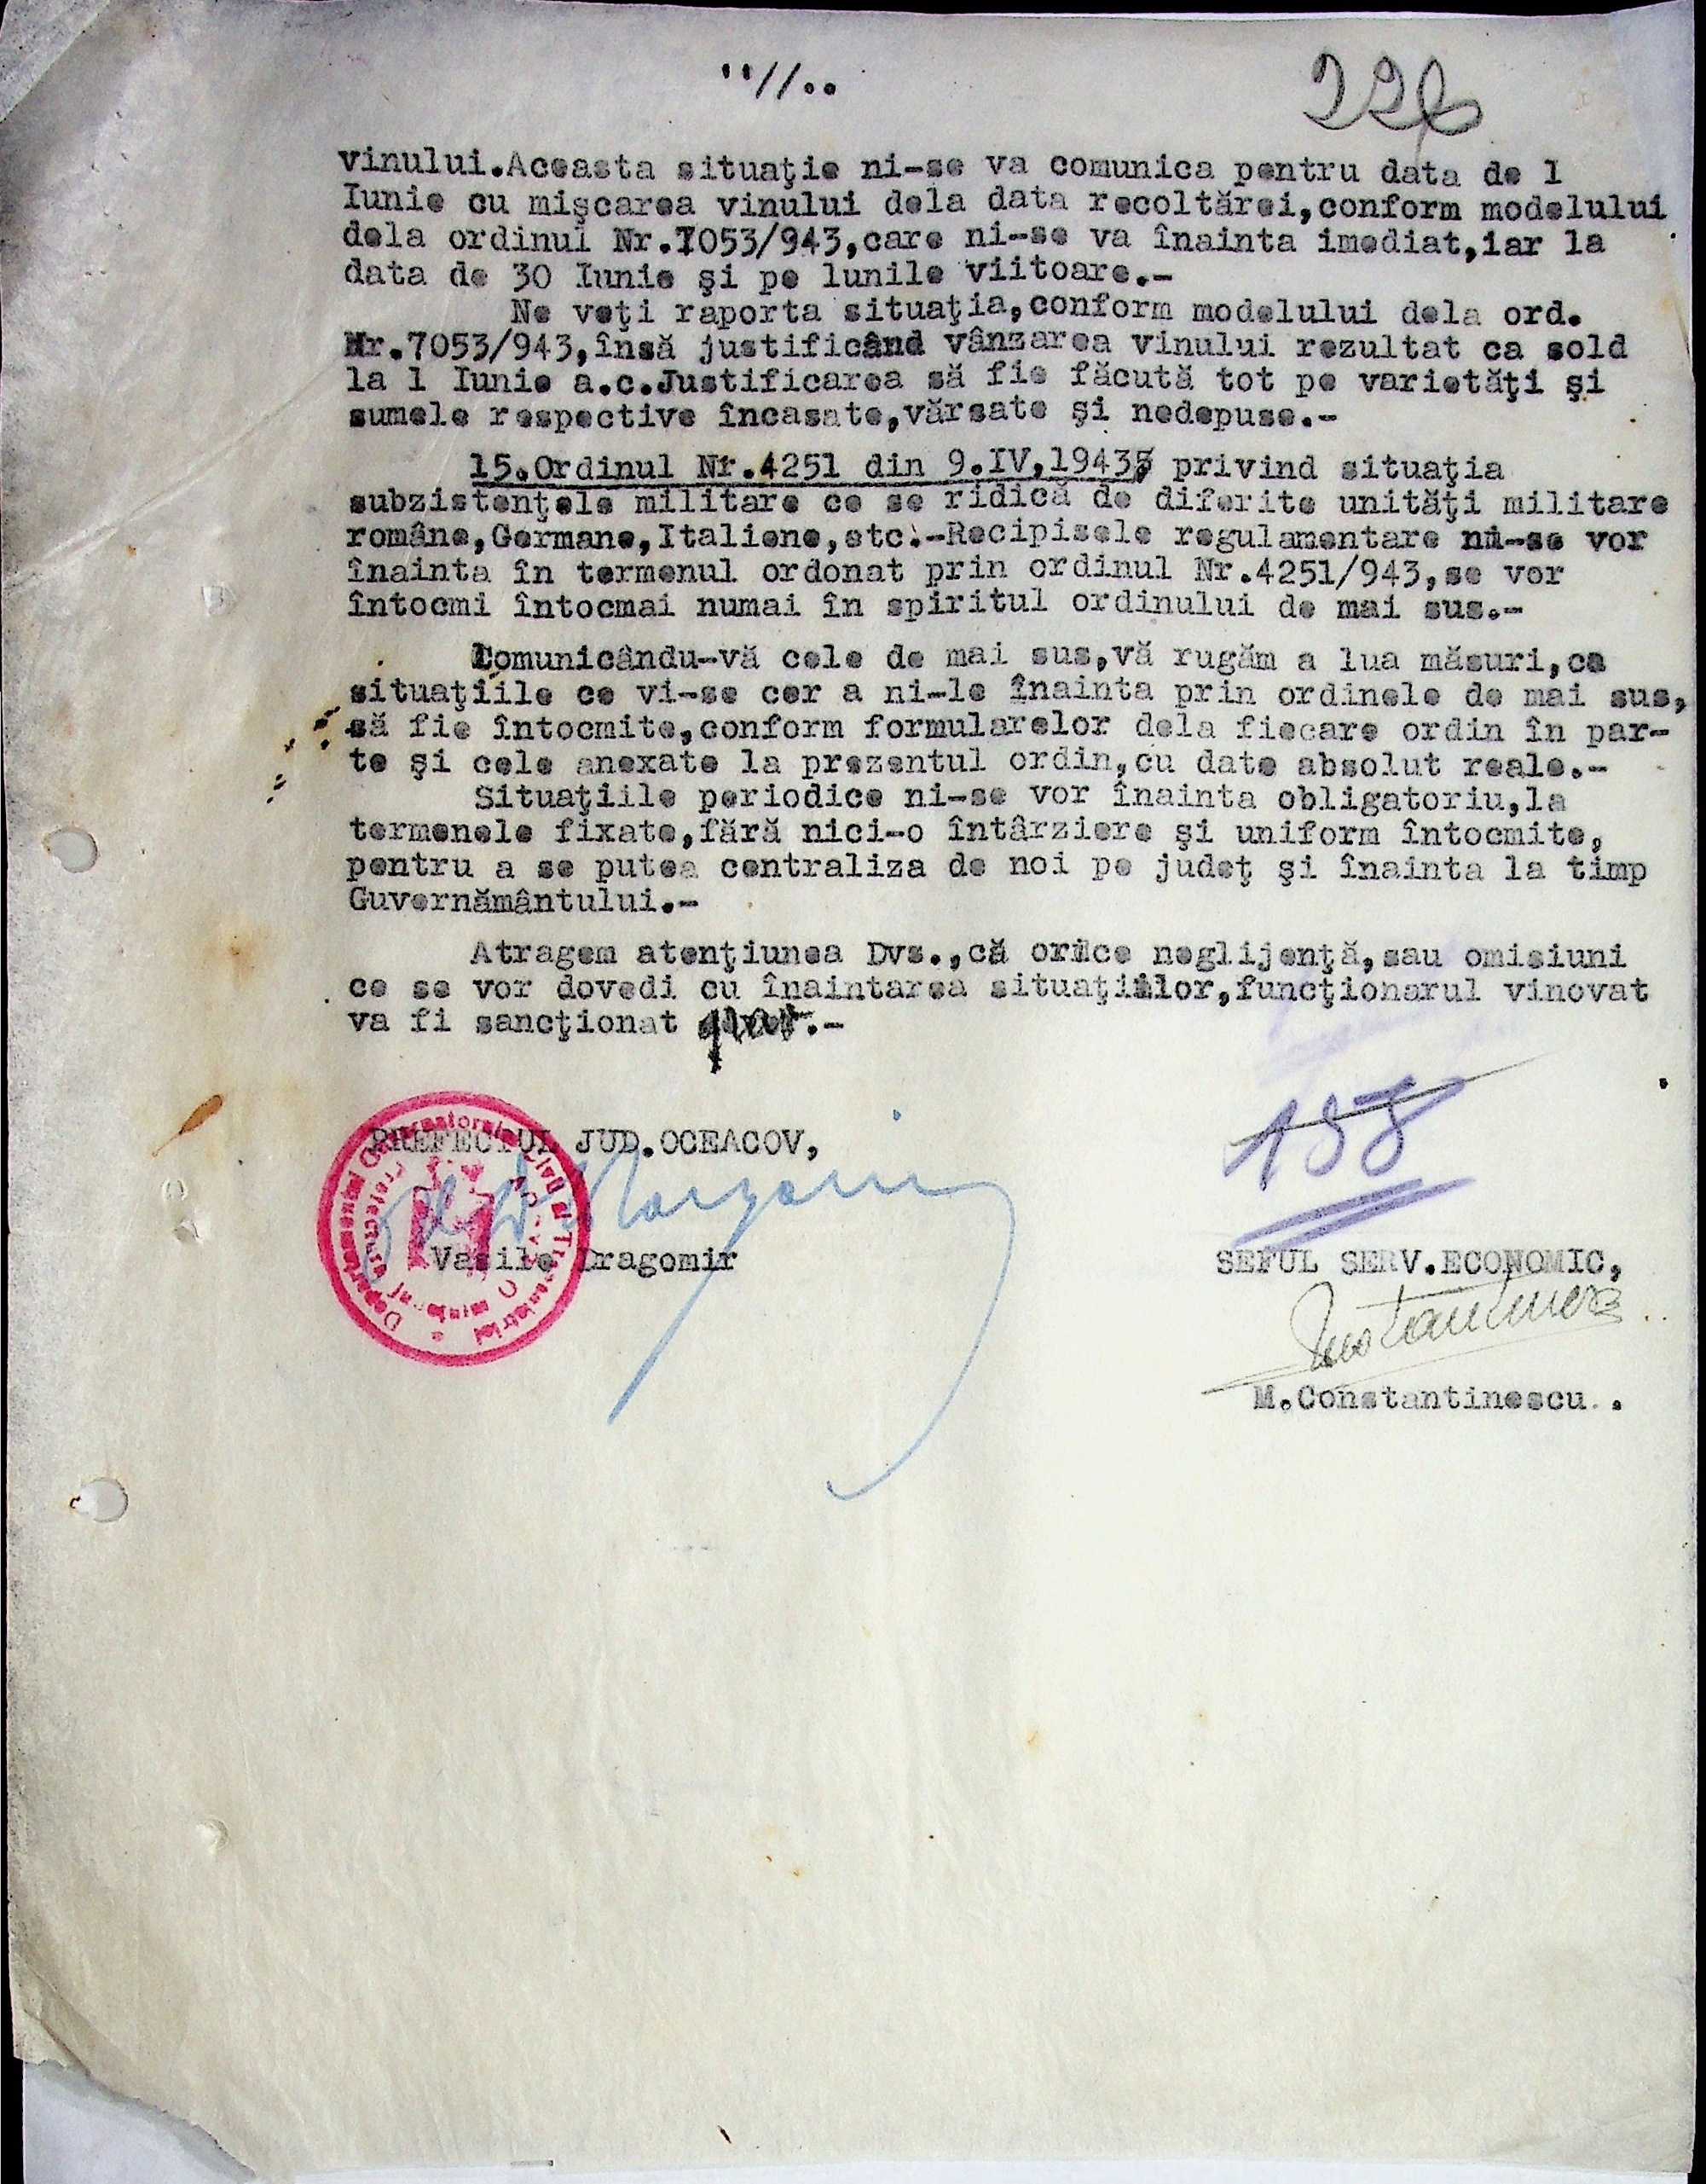 ''//..
226
vinului.Aceasta situaţie ni-se va comunica pentru data de 1
Iunie cu mişcarea vinului dela data recoltărei,conform modelului
dela ordinul Nr.7053/943,care ni-se va înainta imediat,iar la
data de 30 Iunie şi pe lunile viitoare.-
Ne veţi raporta situaţia,conform modelului dela ord.
Nr.7053/943,însă justificând vânzarea vinului rezultat ca sold
la 1 Iunie a.c.Justificarea să fie făcută tot pe varietăţi şi
sumele respective încasate,vărsate şi nedepuse.-
15.Ordinul Nr.4251 din 9.IV,1943, privind situaţia
subzistenţele militare ce se ridică de diferite unităţi militare
române,Germane,Italiene,etc.-Recipisele regulamentare ni-se vor
înainta în termenul ordonat prin ordinul Nr.4251/943,se vor
întocmi întocmai numai în spiritul ordinului de mai sus.-
Comunicându-vă cele de mai sus,vă rugăm a lua măsuri,ca
situaţiile ce vi-se cer a ni-le înainta prin ordinele de mai sus,
să fie întocmite,conform formularelor dela fiecare ordin în par-
te şi cele anexate la prezentul ordin,cu date absolut reale.-
Situaţiile periodice ni-se vor înainta obligatoriu,la
termenele fixate,fără nici-o întârziere şi uniform întocmite,
pentru a se putea centraliza de noi pe judeţ şi înainta la timp
Guvernământului.-
Atragem atenţiunea Dvs.,că orice neglijenţă,sau omisiuni
ce se vor dovedi cu înaintarea situaţiilor,funcţionarul vinovat
va fi sancţionat .-
PREFECTUL JUD.OCEACOV,
Vasile Dragomir
158
SEFUL SERV.ECONOMIC,
M.Constantinescu.